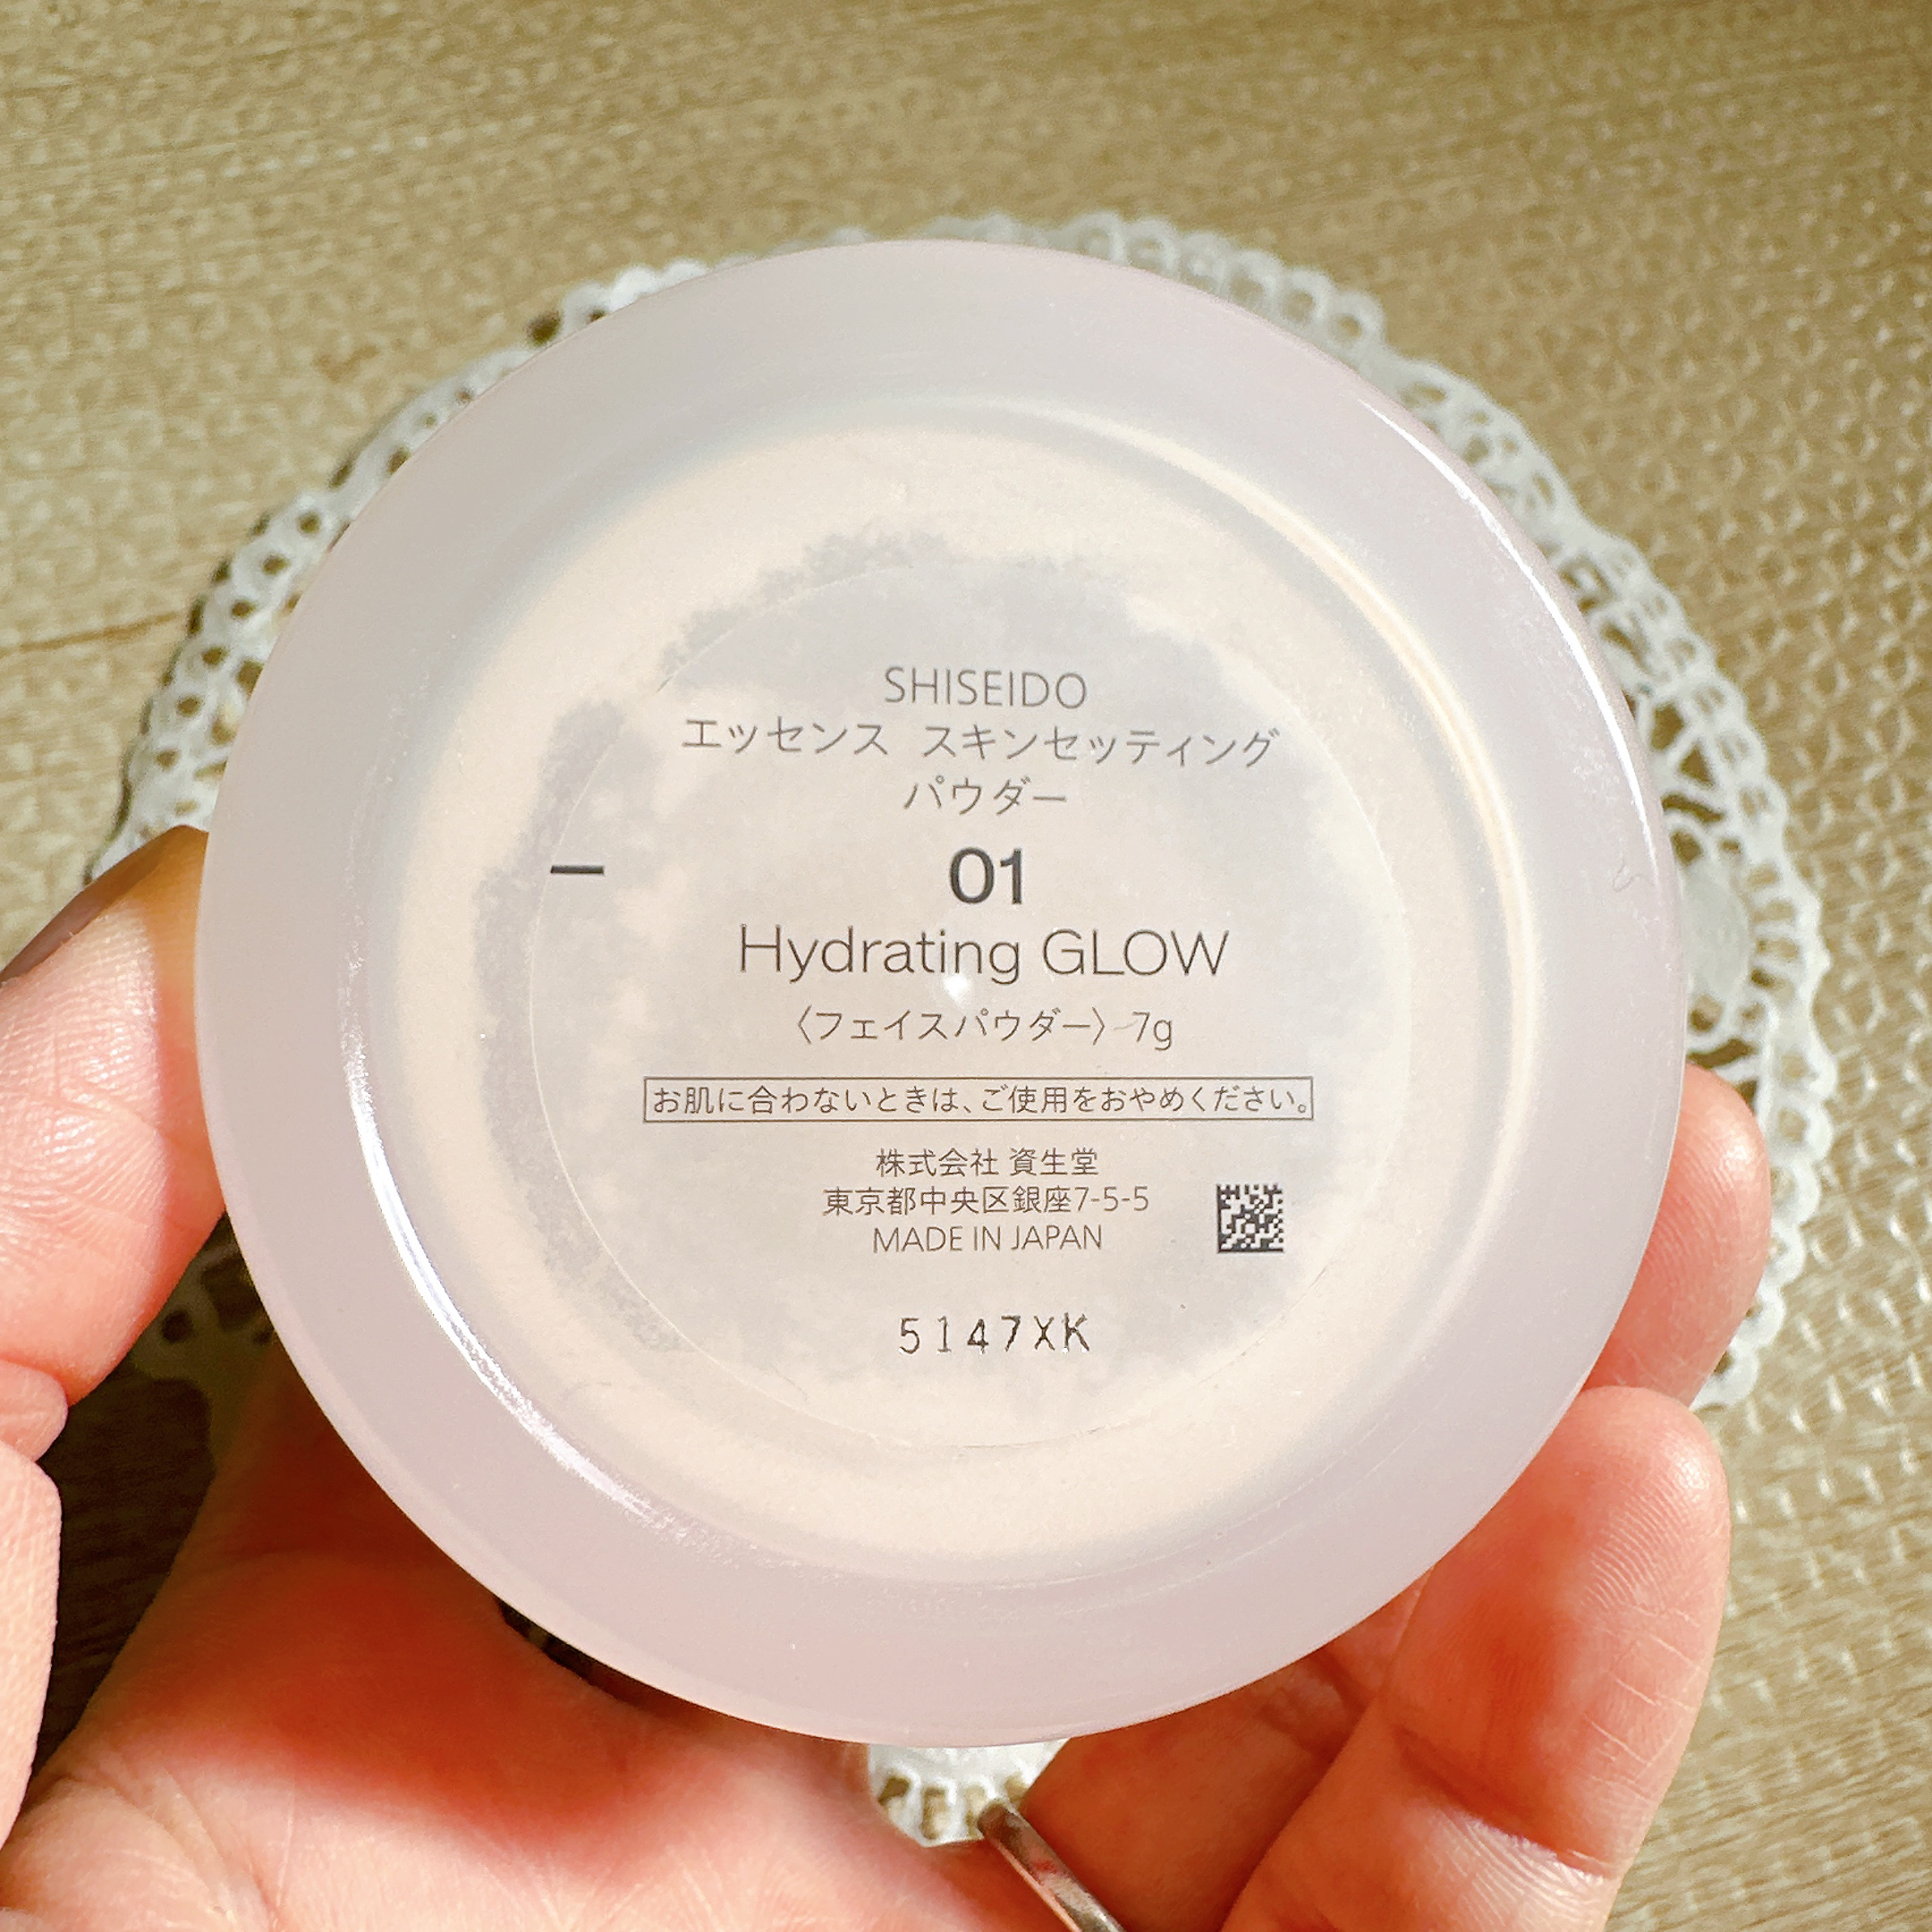 SHISEIDO
エッセンス スキンセッティング
パウダー
01
Hydrating GLOW
〈フェイスパウダー〉 7g
お肌に合わないときは、ご使用をおやめください。
株式会社 資生堂
東京都中央区銀座7-5-5
MADE IN JAPAN
5147XK